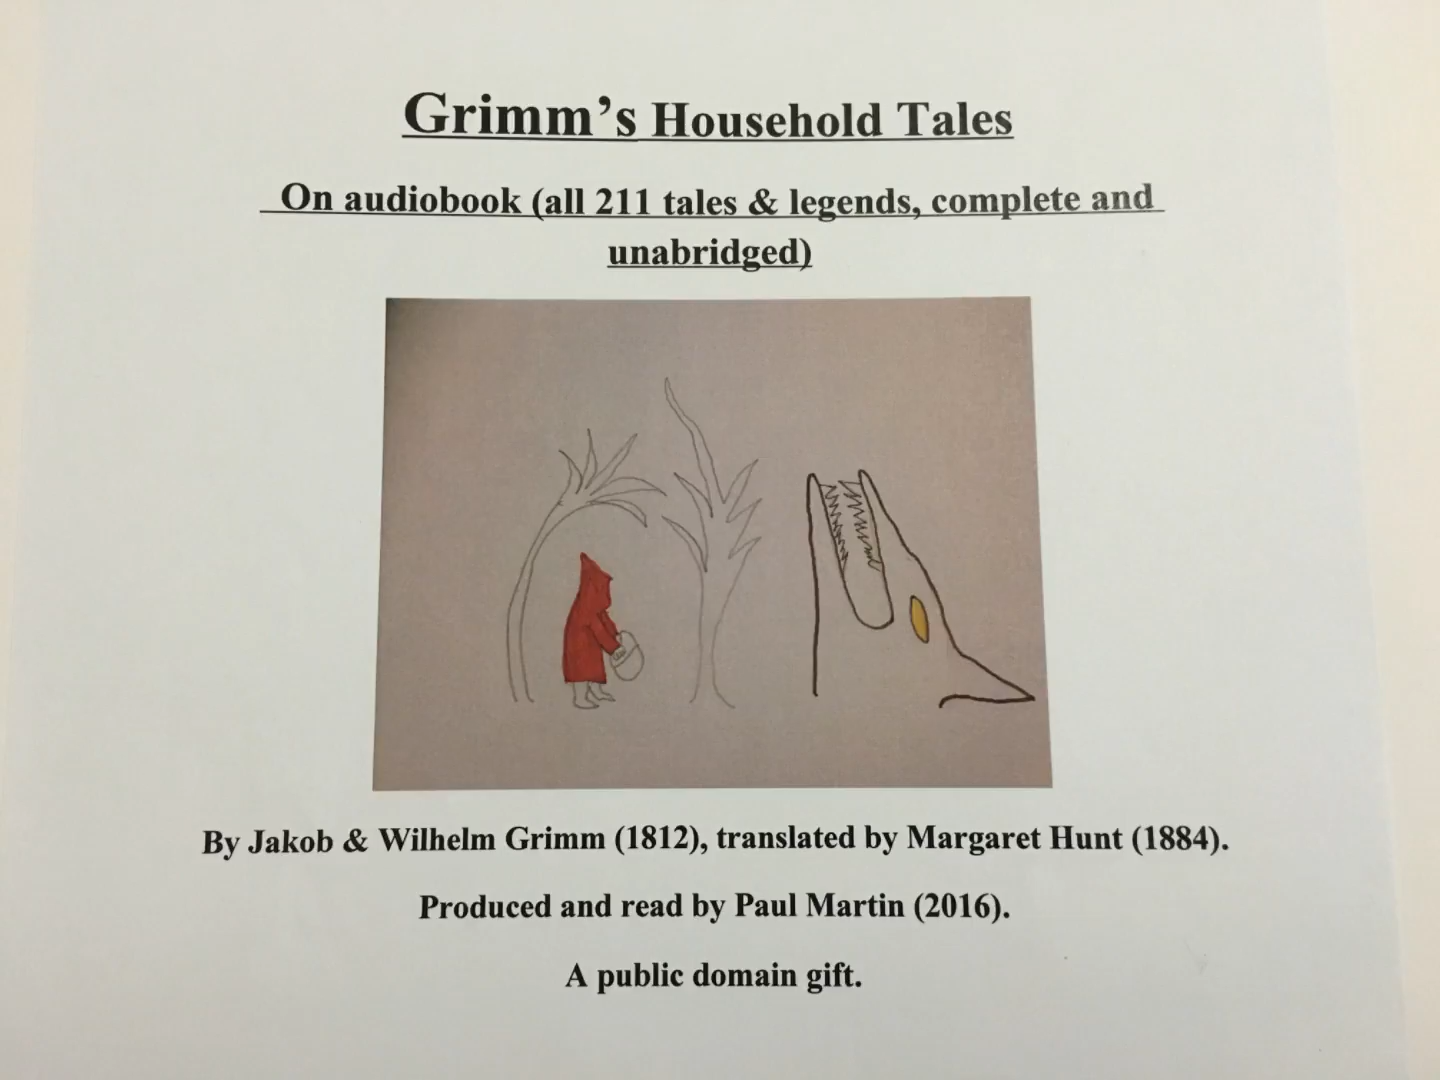 Grimm’s Household Tales
On audiobook (all 211 tales & legends, complete and
unabridged)
By Jakob & Wilhelm Grimm (1812), translated by Margaret Hunt (1884).
Produced and read by Paul Martin (2016).
A public domain gift.